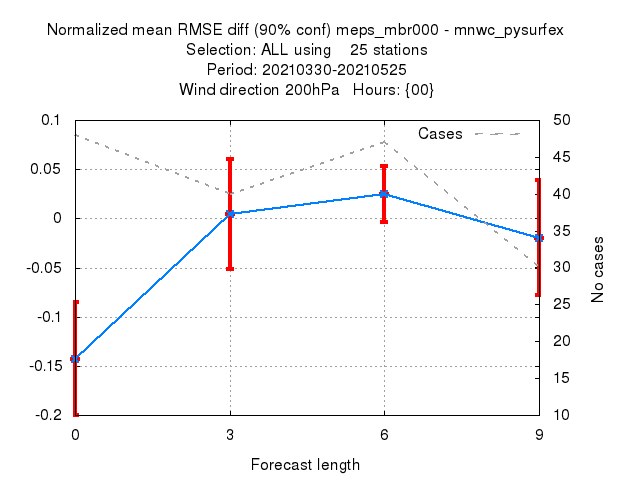 Normalized mean RMSE diff (90% conf) meps_mbr000 - mnwc_pysurfex
Selection: ALL using    25 stations
Period: 20210330-20210525
Wind direction 200hPa   Hours: {00}
0.1
0.05
0
-0.05
-0.1
-0.15
-0.2
Cases
50
45
40
35
30
25
20
15
10
No cases
0 3 6 9
Forecast length